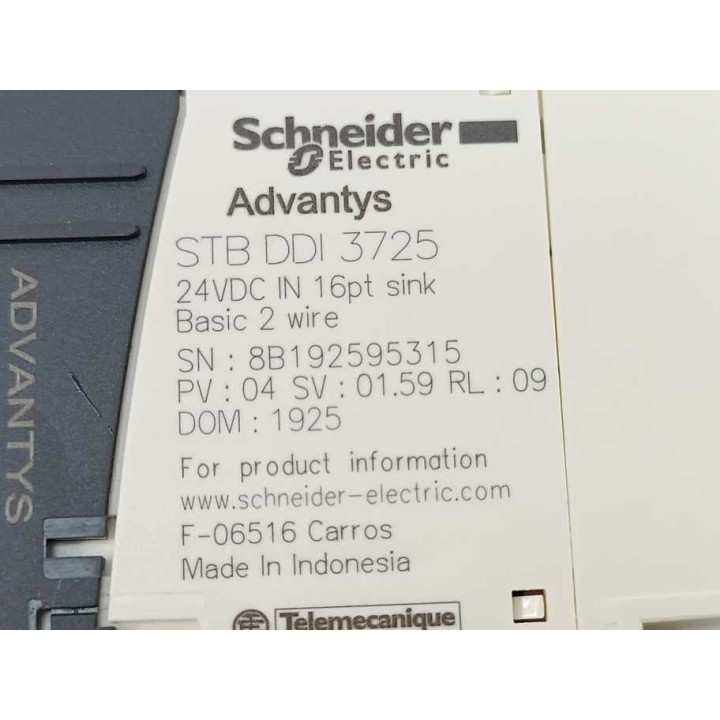 Schneider
Electric
Advantys
STB DDI 3725
24VDC IN 16pt sink
Basic 2 wire
SN : 8B192595315
PV : 04 SV : 01.59 RL : 09
DOM : 1925
For product information
www.schneider-electric.com
F-06516 Carros
Made In Indonesia
Telemecanique
ADVANTYS